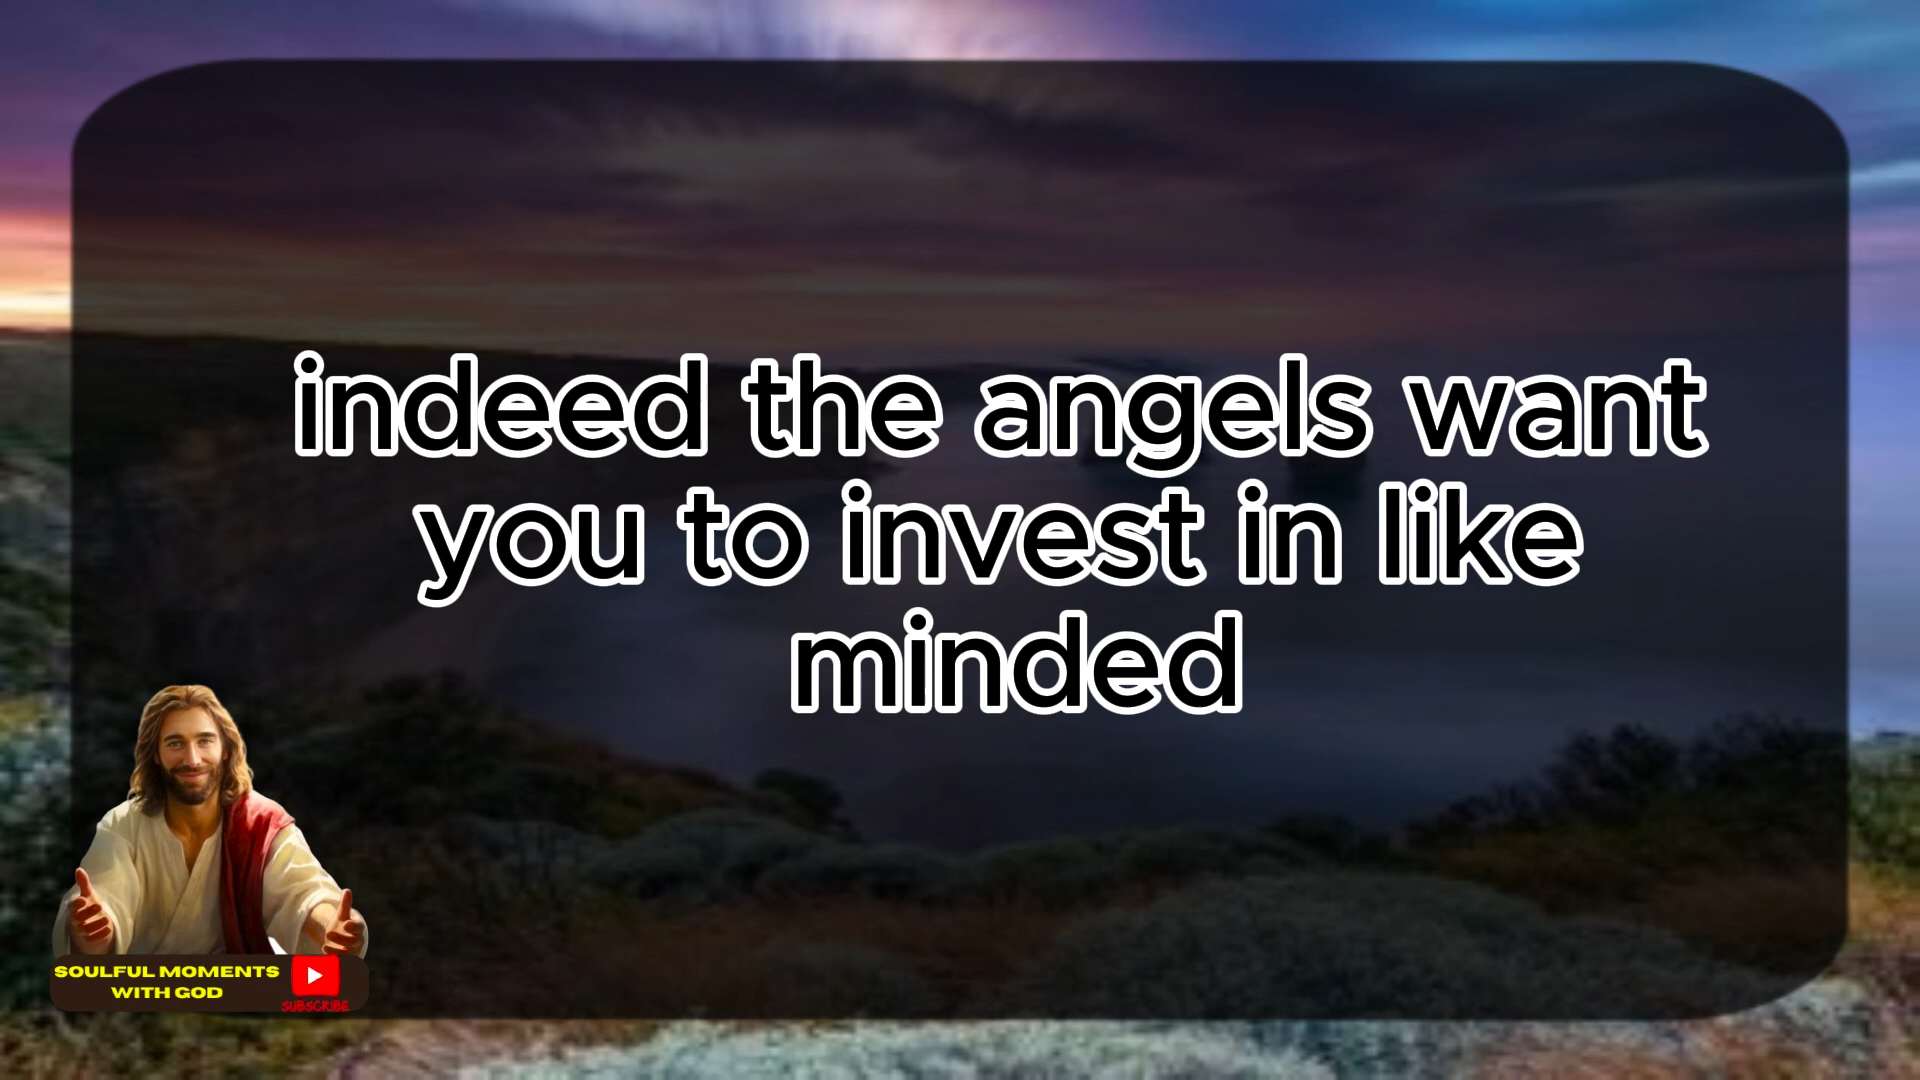 indeed the angels want
you to invest in like
minded
SOULFUL MOMENTS
WITH GOD
SUBSCRIBE